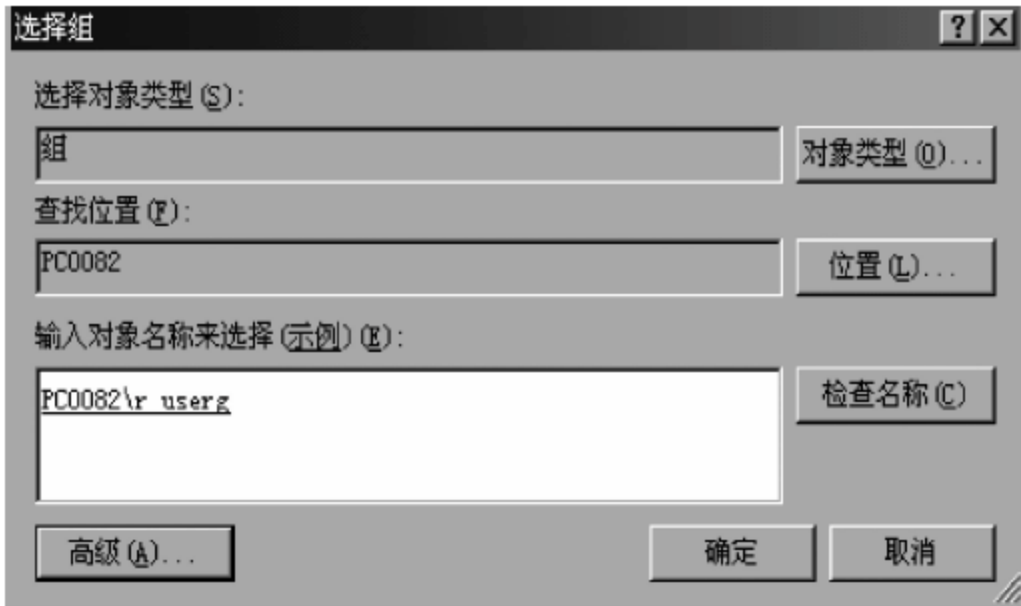 选择组
选择对象类型(S):
组
对象类型(O)...
查找位置(F):
PC0082
位置(L)...
输入对象名称来选择(示例)(E):
PC0082\r_userg
检查名称(C)
高级(A)...
确定
取消